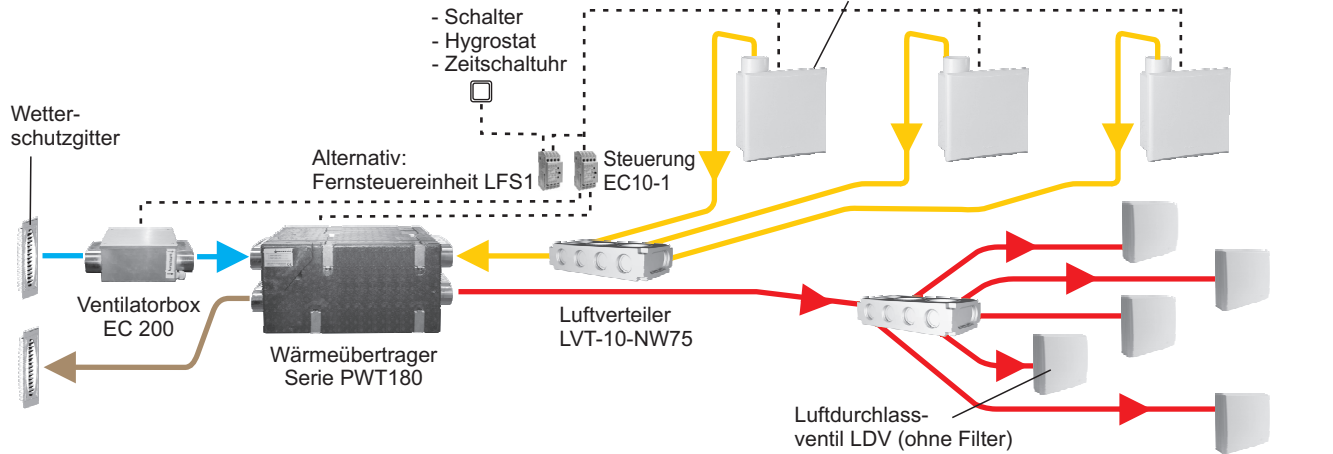 - Schalter
- Hygrostat
- Zeitschaltuhr
Wetter-
schutzgitter
Alternativ:
Fernsteuereinheit LFS1
Steuerung
EC10-1
Ventilatorbox
EC 200
Wärmeübertrager
Serie PWT180
Luftverteiler
LVT-10-NW75
Luftdurchlass-
ventil LDV (ohne Filter)